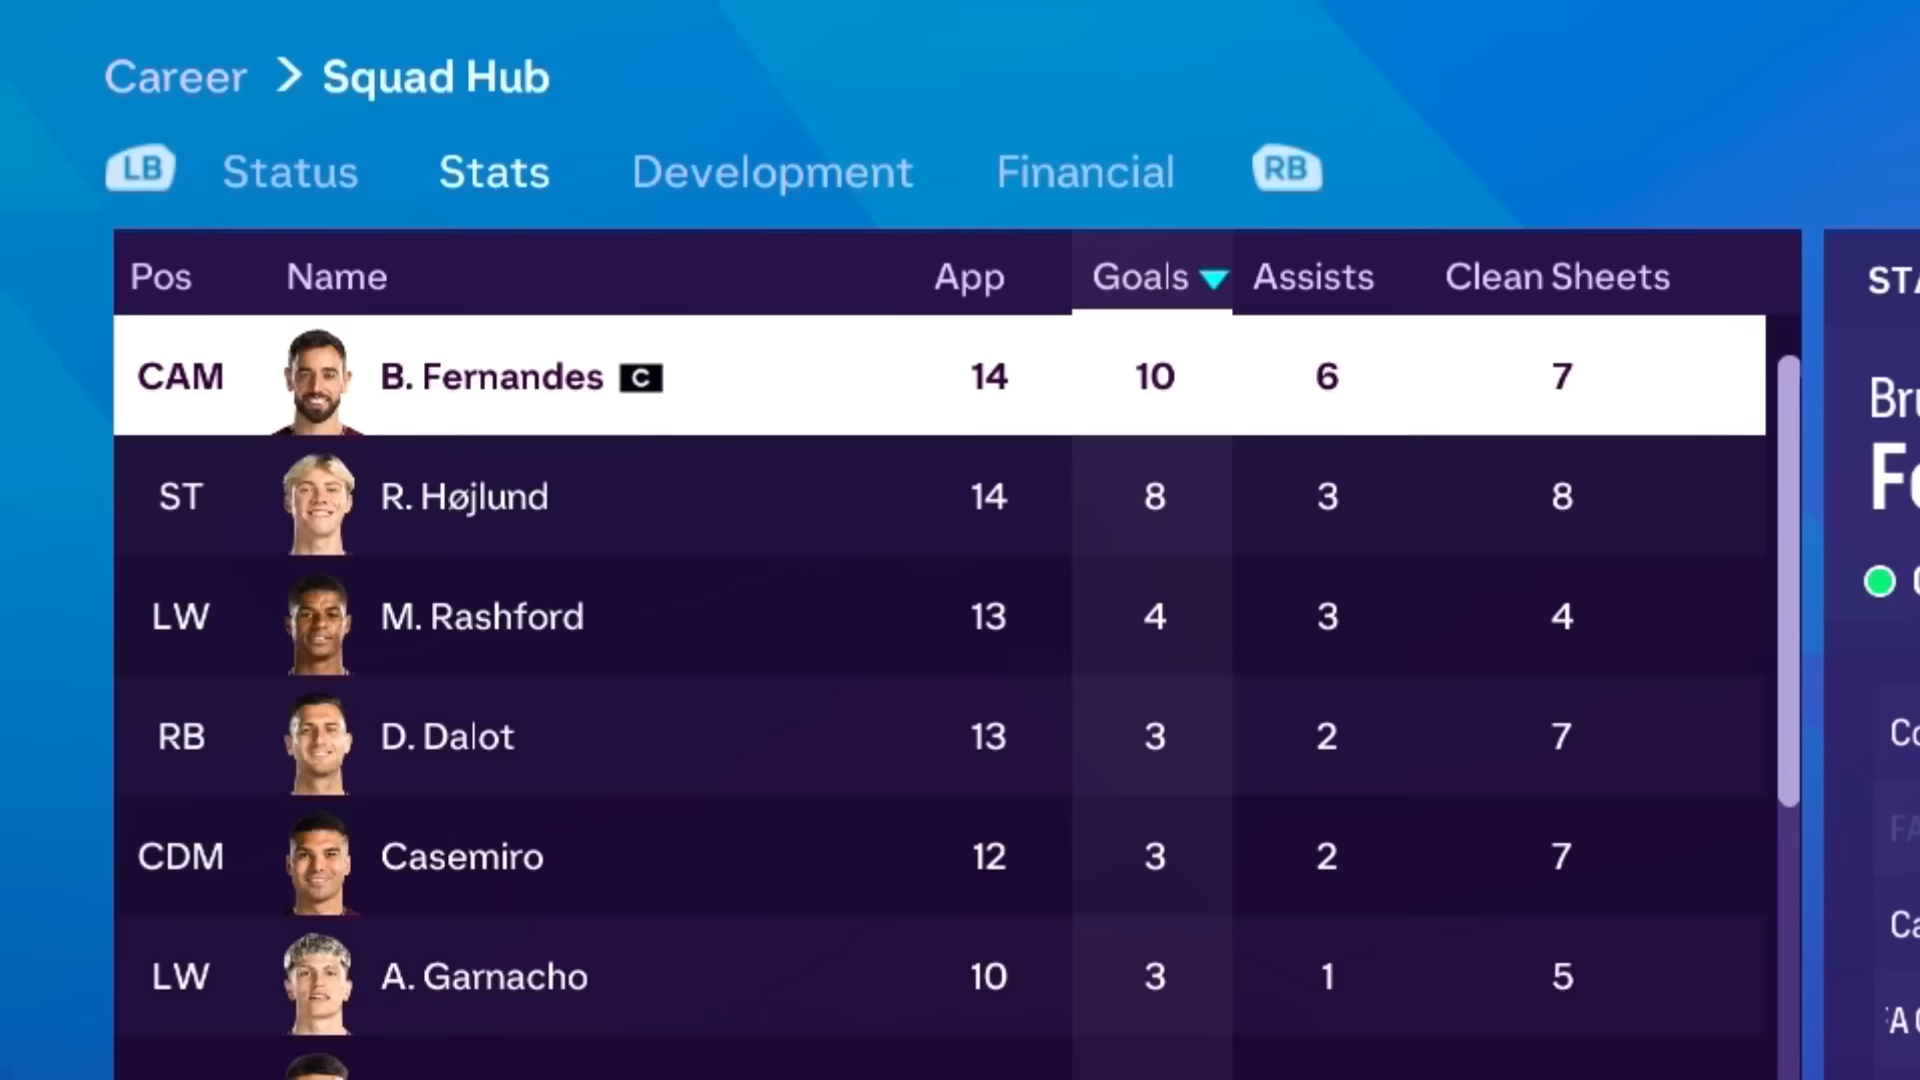 Career > Squad Hub
LB Status Stats Development Financial RB
Pos Name App Goals Assists Clean Sheets
CAM B. Fernandes C 14 10 6 7
ST R. Højlund 14 8 3 8
LW M. Rashford 13 4 3 4
RB D. Dalot 13 3 2 7
CDM Casemiro 12 3 2 7
LW A. Garnacho 10 3 1 5